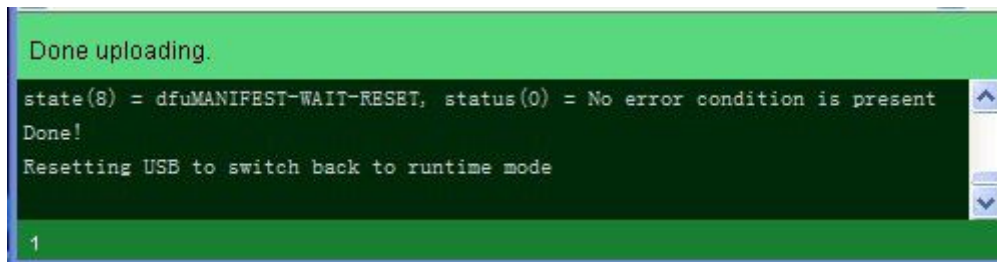 Done uploading.
state(8) = dfuMANIFEST-WAIT-RESET, status(0) = No error condition is present
Done!
Resetting USB to switch back to runtime mode
1